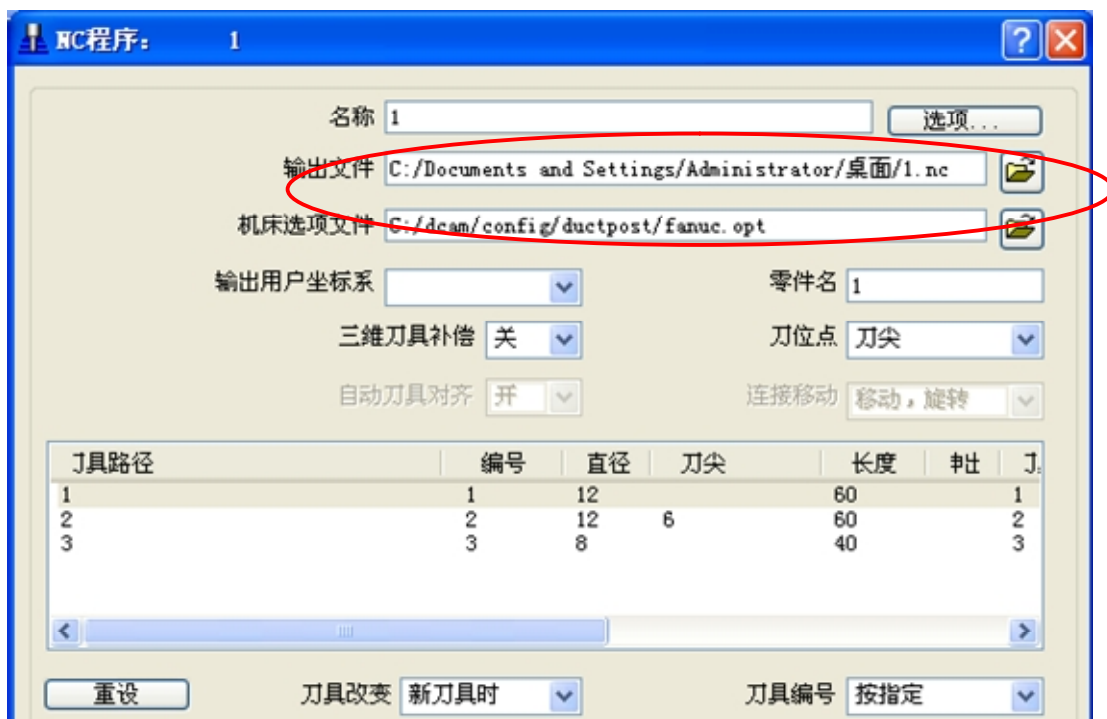 NC程序： 1
名称 1 选项...
输出文件 C:/Documents and Settings/Administrator/桌面/1.nc
机床选项文件 C:/dcam/config/ductpost/fanuc.opt
输出用户坐标系 零件名 1
三维刀具补偿 关 刀位点 刀尖
自动刀具对齐 开 连接移动 移动，旋转
刀具路径 编号 直径 刀尖 长度 伸出
1 1 12 60 1
2 2 12 6 60 2
3 3 8 40 3
重设 刀具改变 新刀具时 刀具编号 按指定